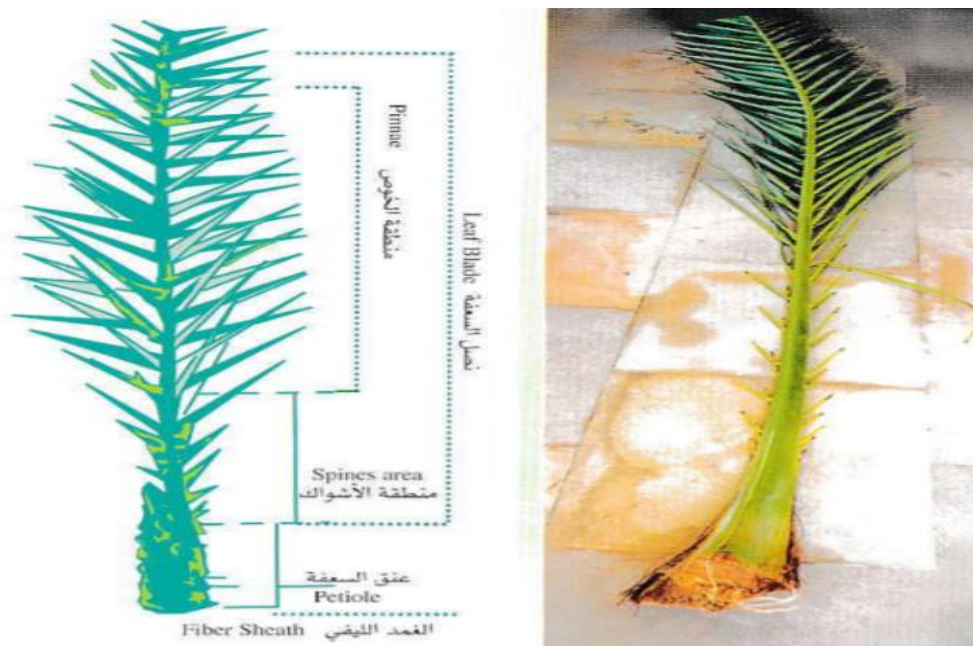 Pinnae منطقة الخوص
Leaf Blade نصل السعفة
Spines area
منطقة الأشواك
عنق السعفة
Petiole
Fiber Sheath الغمد الليفي